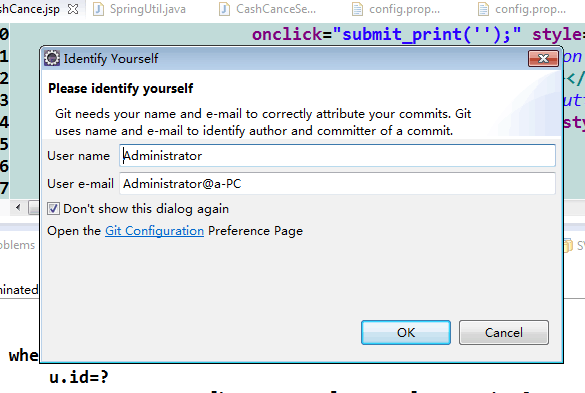 ashCance.jsp
SpringUtil.java
CashCanceSe...
config.prop...
config.prop...
0 onclick="submit_print('');" style=
1 on
2 ></
3 utt
4 sty
5
6
7
Identify Yourself
Please identify yourself
Git needs your name and e-mail to correctly attribute your commits. Git
uses name and e-mail to identify author and committer of a commit.
User name Administrator
User e-mail Administrator@a-PC
Don't show this dialog again
Open the Git Configuration Preference Page
oblems
SV
minated
OK Cancel
whe
u.id=?